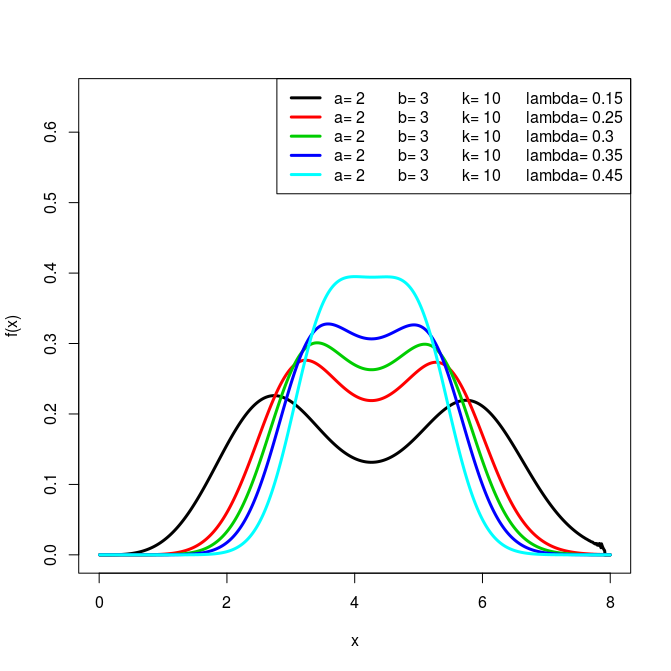 a= 2 b= 3 k= 10 lambda= 0.15
a= 2 b= 3 k= 10 lambda= 0.25
a= 2 b= 3 k= 10 lambda= 0.3
a= 2 b= 3 k= 10 lambda= 0.35
a= 2 b= 3 k= 10 lambda= 0.45
0.6
0.5
0.4
0.3
0.2
0.1
0.0
f(x)
0 2 4 6 8
x